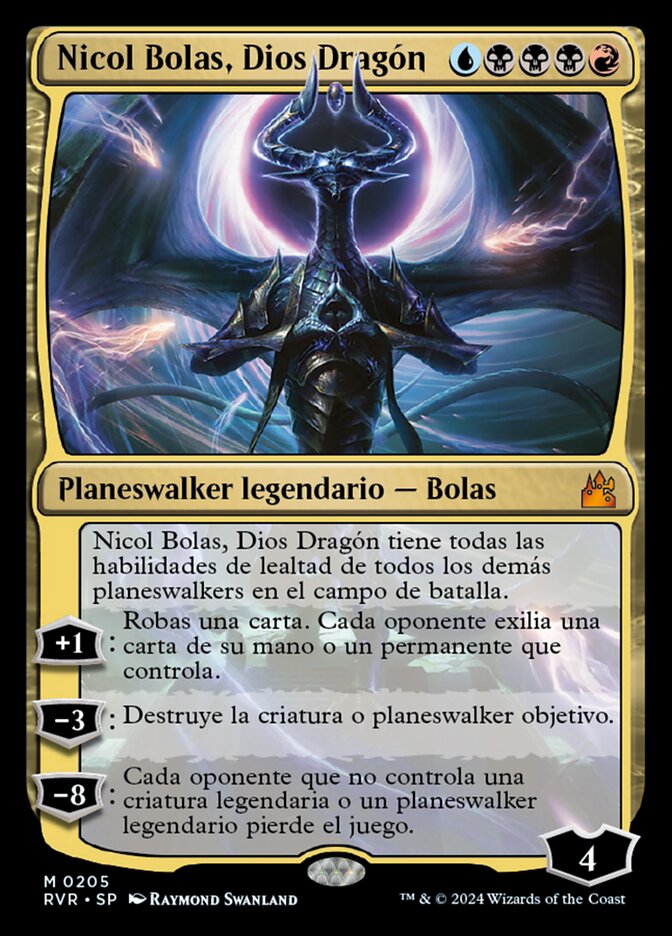 Nicol Bolas, Dios Dragón
Planeswalker legendario — Bolas
Nicol Bolas, Dios Dragón tiene todas las
habilidades de lealtad de todos los demás
planeswalkers en el campo de batalla.
+1: Robas una carta. Cada oponente exilia una
carta de su mano o un permanente que
controla.
−3: Destruye la criatura o planeswalker objetivo.
−8: Cada oponente que no controla una
criatura legendaria o un planeswalker
legendario pierde el juego.
4
M 0205
RVR • SP Raymond Swanland
™ & © 2024 Wizards of the Coast